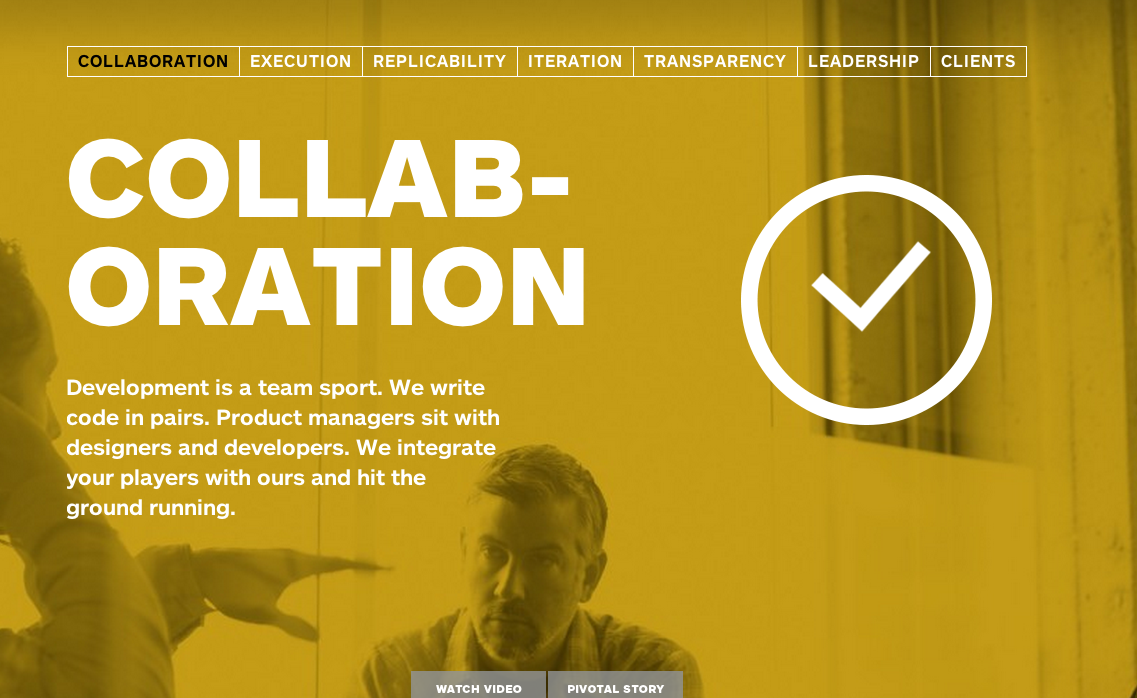 COLLABORATION EXECUTION REPLICABILITY ITERATION TRANSPARENCY LEADERSHIP CLIENTS
COLLAB-
ORATION
Development is a team sport. We write
code in pairs. Product managers sit with
designers and developers. We integrate
your players with ours and hit the
ground running.
WATCH VIDEO PIVOTAL STORY